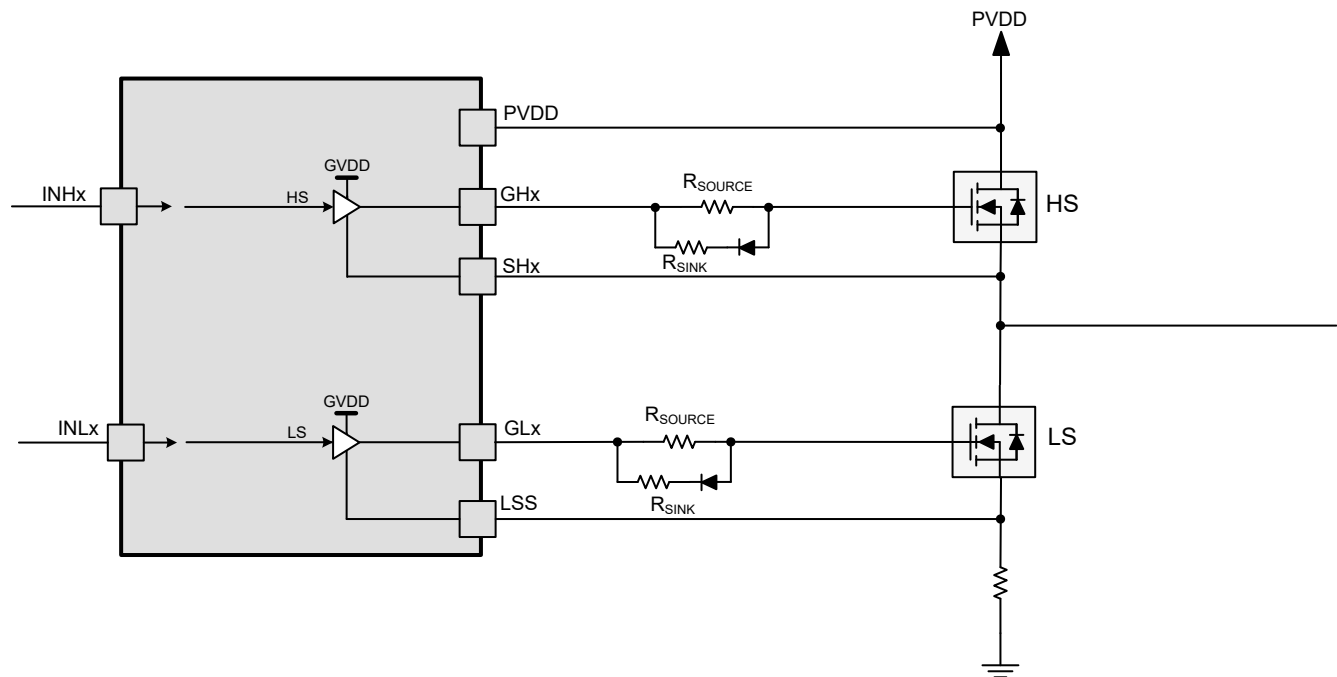 PVDD
PVDD
GVDD
INHx
HS
GHx
RSOURCE
HS
RSINK
SHx
GVDD
INLx
LS
GLx
RSOURCE
LS
RSINK
LSS